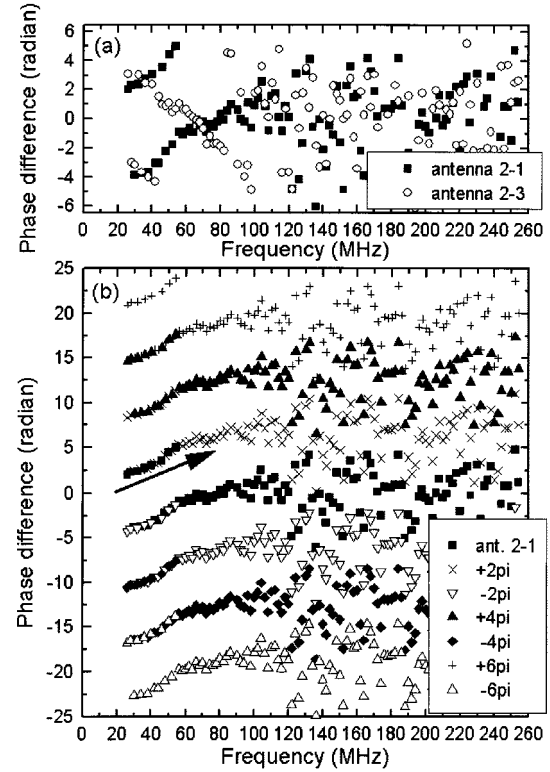 (a)
Phase difference (radian)
6
4
2
0
-2
-4
-6
antenna 2-1
antenna 2-3
0 20 40 60 80 100 120 140 160 180 200 220 240 260
Frequency (MHz)
(b)
Phase difference (radian)
25
20
15
10
5
0
-5
-10
-15
-20
-25
ant. 2-1
+2pi
-2pi
+4pi
-4pi
+6pi
-6pi
0 20 40 60 80 100 120 140 160 180 200 220 240 260
Frequency (MHz)